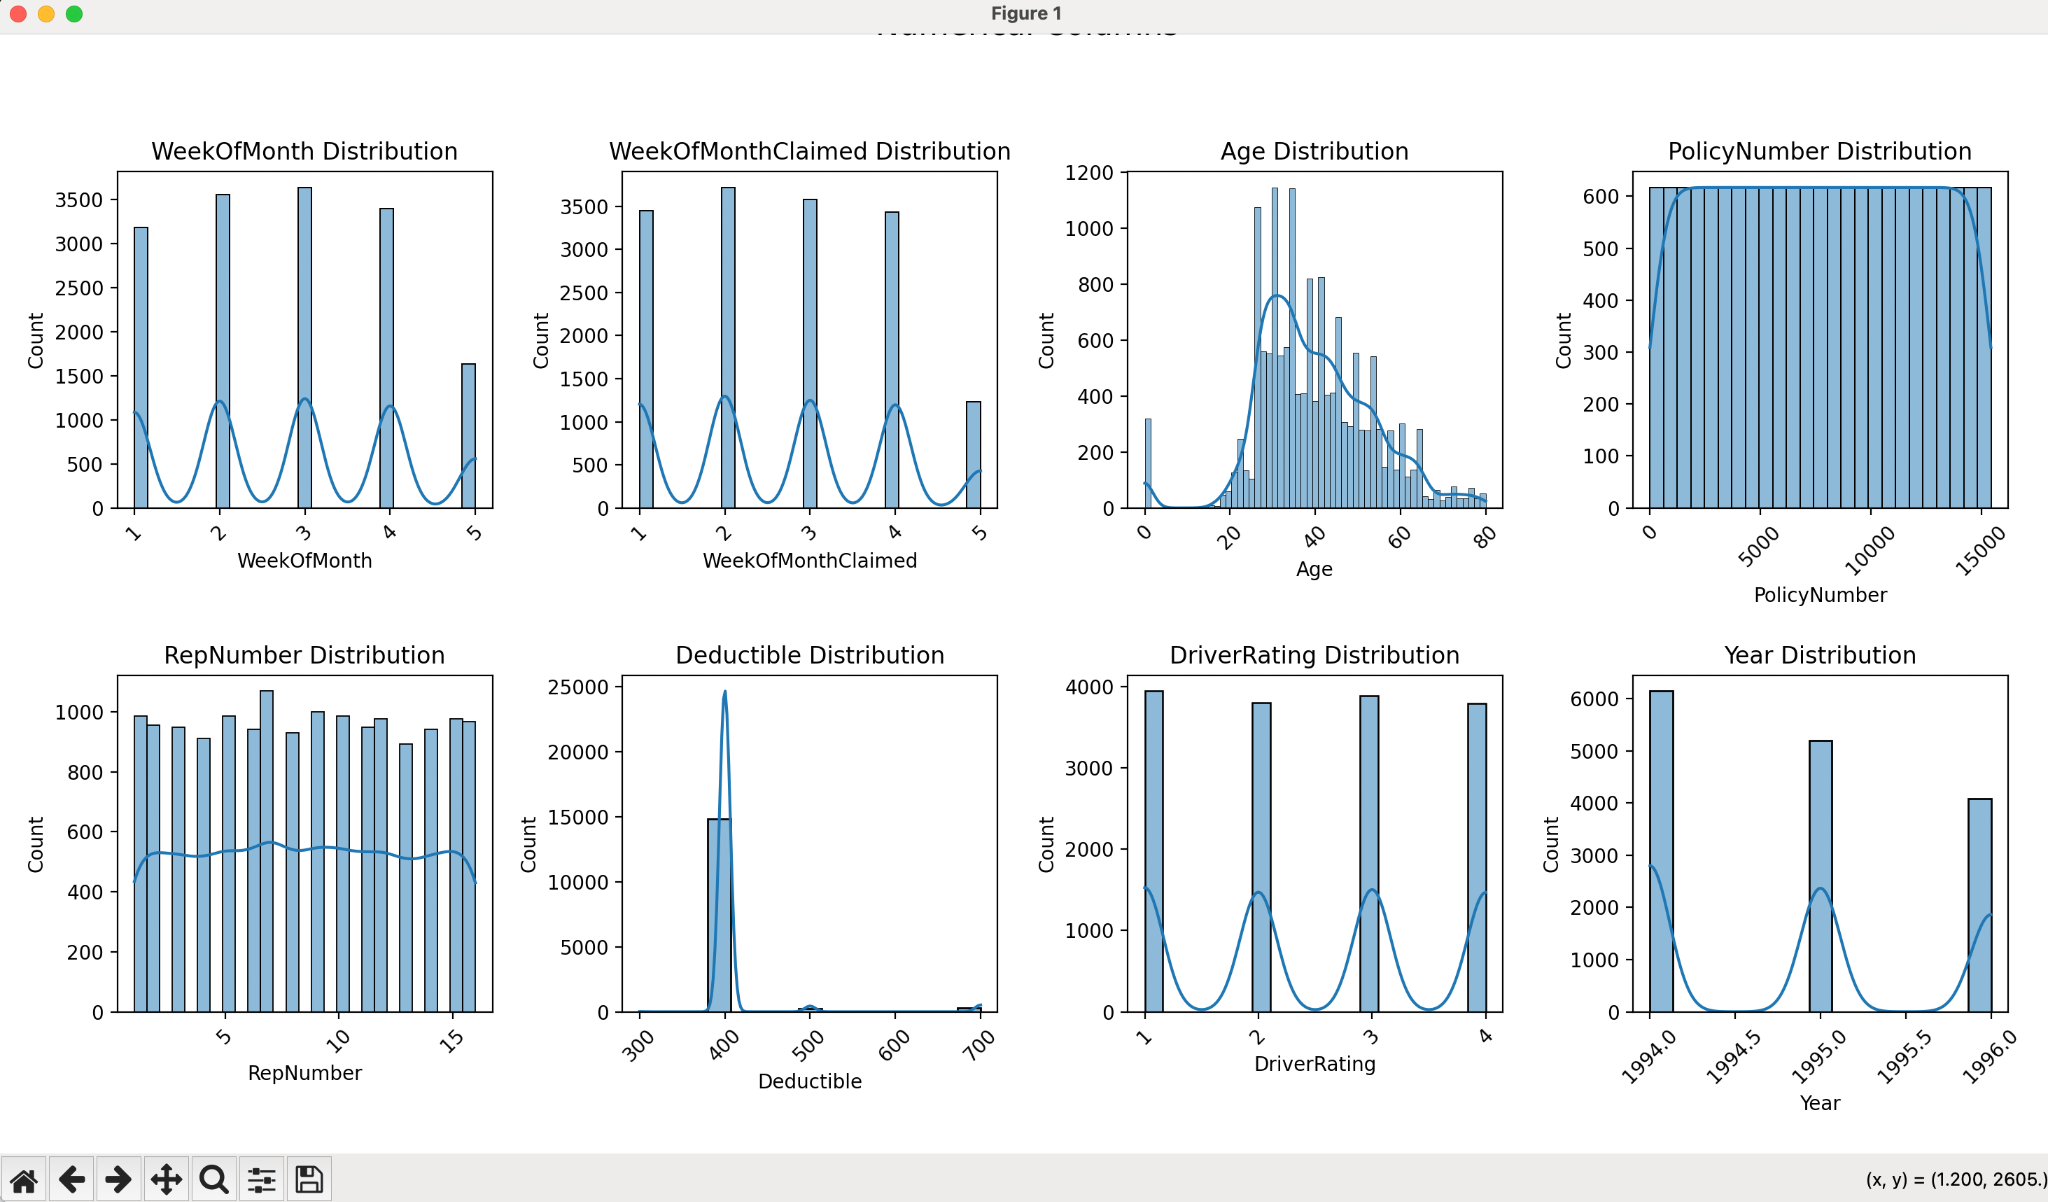 Figure 1
Numerical Columns
WeekOfMonth Distribution
Count
3500
3000
2500
2000
1500
1000
500
0
1 2 3 4 5
WeekOfMonth
WeekOfMonthClaimed Distribution
Count
3500
3000
2500
2000
1500
1000
500
0
1 2 3 4 5
WeekOfMonthClaimed
Age Distribution
Count
1200
1000
800
600
400
200
0
0 20 40 60 80
Age
PolicyNumber Distribution
Count
600
500
400
300
200
100
0
0 5000 10000 15000
PolicyNumber
RepNumber Distribution
Count
1000
800
600
400
200
0
5 10 15
RepNumber
Deductible Distribution
Count
25000
20000
15000
10000
5000
0
300 400 500 600 700
Deductible
DriverRating Distribution
Count
4000
3000
2000
1000
0
1 2 3 4
DriverRating
Year Distribution
Count
6000
5000
4000
3000
2000
1000
0
1994.0 1994.5 1995.0 1995.5 1996.0
Year
(x, y) = (1.200, 2605.)